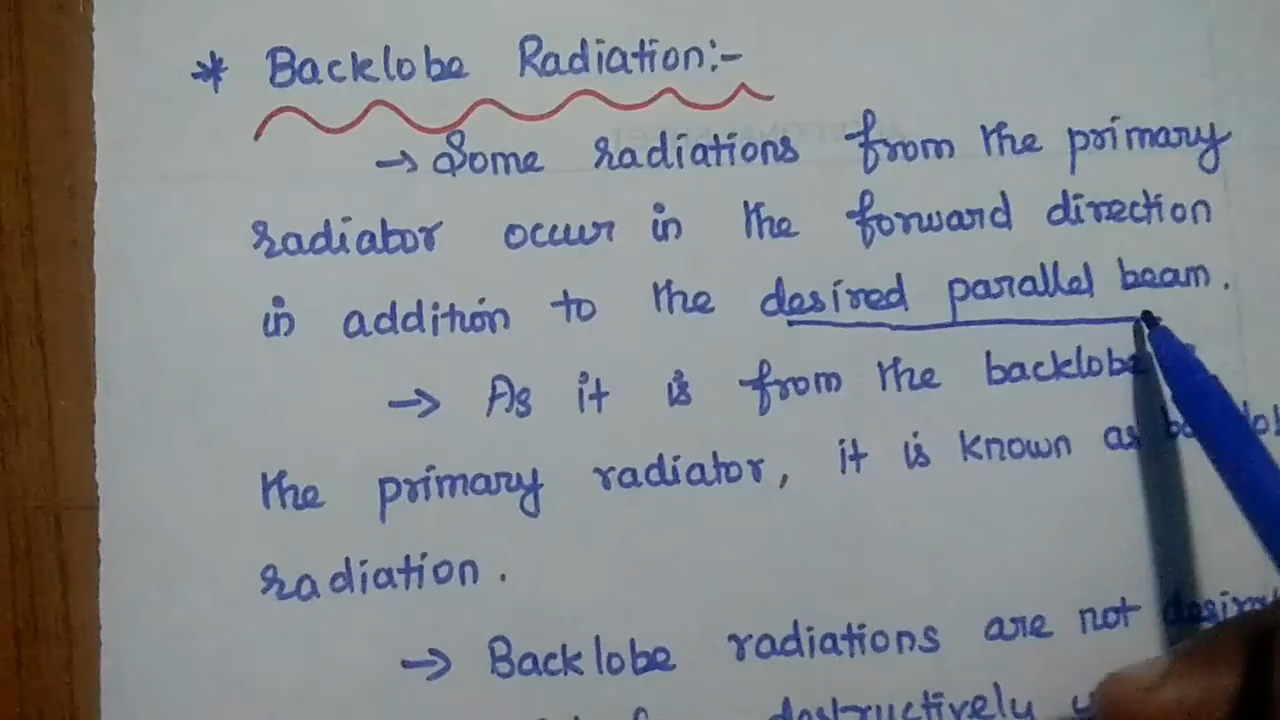 * Backlobe Radiation:-
→ Some radiations from the primary
radiator occur in the forward direction
in addition to the desired parallel beam.
→ As it is from the backlobe
the primary radiator, it is known as
radiation.
→ Backlobe radiations are not
destructively